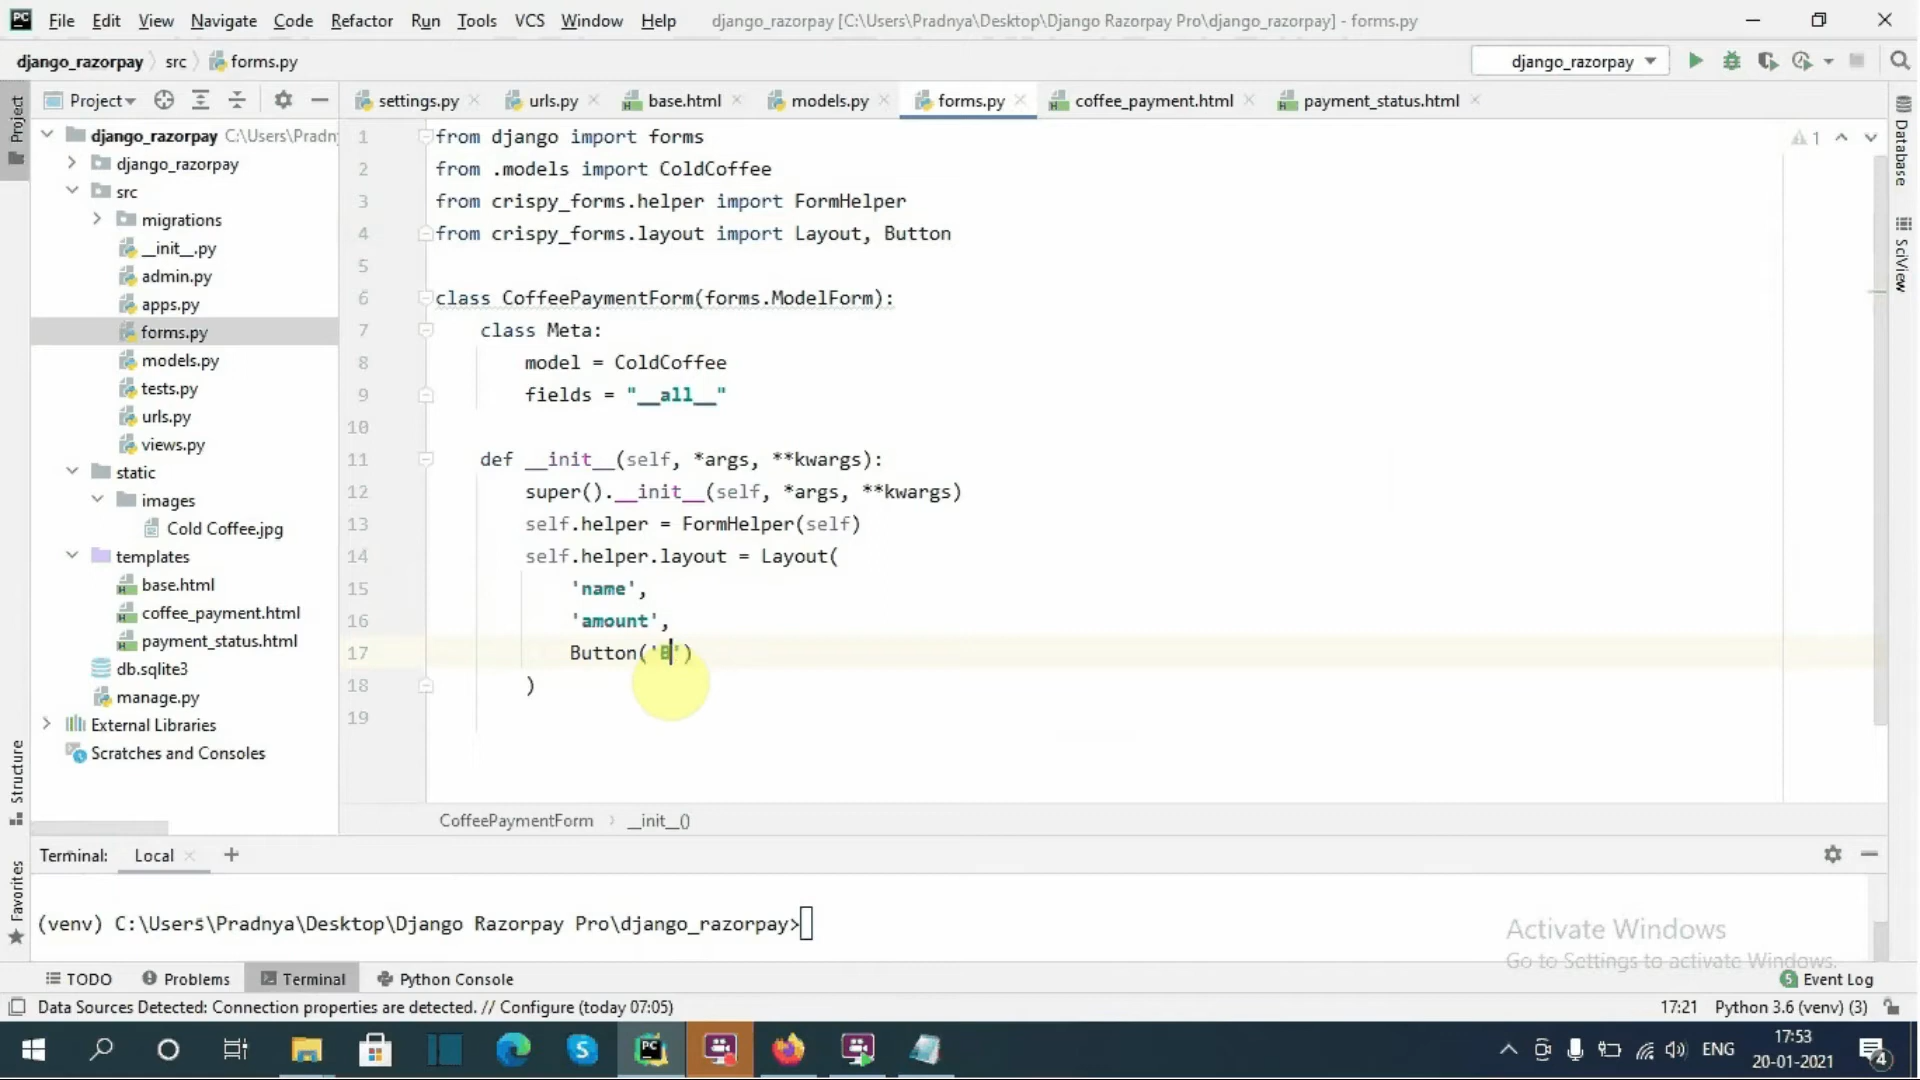 File Edit View Navigate Code Refactor Run Tools VCS Window Help django_razorpay [C:\Users\Pradnya\Desktop\Django Razorpay Pro\django_razorpay] - forms.py
django_razorpay src forms.py django_razorpay
Project settings.py urls.py base.html models.py forms.py coffee_payment.html payment_status.html
Project
Structure
Favorites
django_razorpay C:\Users\Pradn
django_razorpay
src
migrations
__init__.py
admin.py
apps.py
forms.py
models.py
tests.py
urls.py
views.py
static
images
Cold Coffee.jpg
templates
base.html
coffee_payment.html
payment_status.html
db.sqlite3
manage.py
External Libraries
Scratches and Consoles
1 from django import forms
2 from .models import ColdCoffee
3 from crispy_forms.helper import FormHelper
4 from crispy_forms.layout import Layout, Button
5
6 class CoffeePaymentForm(forms.ModelForm):
7 class Meta:
8 model = ColdCoffee
9 fields = "__all__"
10
11 def __init__(self, *args, **kwargs):
12 super().__init__(self, *args, **kwargs)
13 self.helper = FormHelper(self)
14 self.helper.layout = Layout(
15 'name',
16 'amount',
17 Button('B')
18 )
19
1
Database
SciView
CoffeePaymentForm __init__()
Terminal: Local +
(venv) C:\Users\Pradnya\Desktop\Django Razorpay Pro\django_razorpay>
Activate Windows
Go to Settings to activate Windows.
TODO Problems Terminal Python Console 5 Event Log
Data Sources Detected: Connection properties are detected. // Configure (today 07:05) 17:21 Python 3.6 (venv) (3)
ENG 17:53
20-01-2021 4